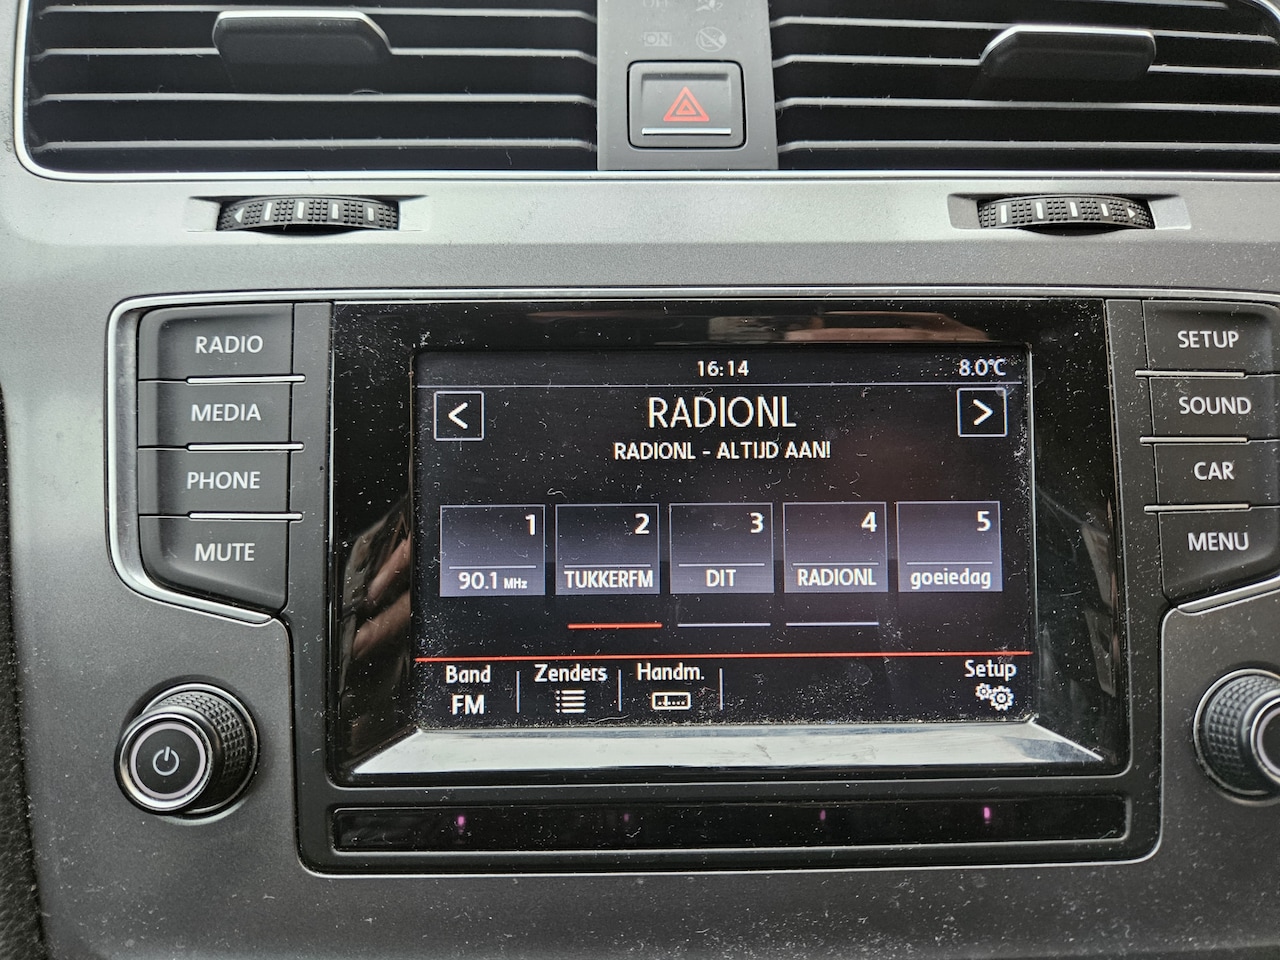 OFF
ON
RADIO
MEDIA
PHONE
MUTE
SETUP
SOUND
CAR
MENU
16:14
8.0°C
<
RADIONL
>
RADIONL - ALTIJD AAN!
1
2
3
4
5
90.1 MHz
TUKKERFM
DIT
RADIONL
goeiedag
Band
Zenders
Handm.
Setup
FM